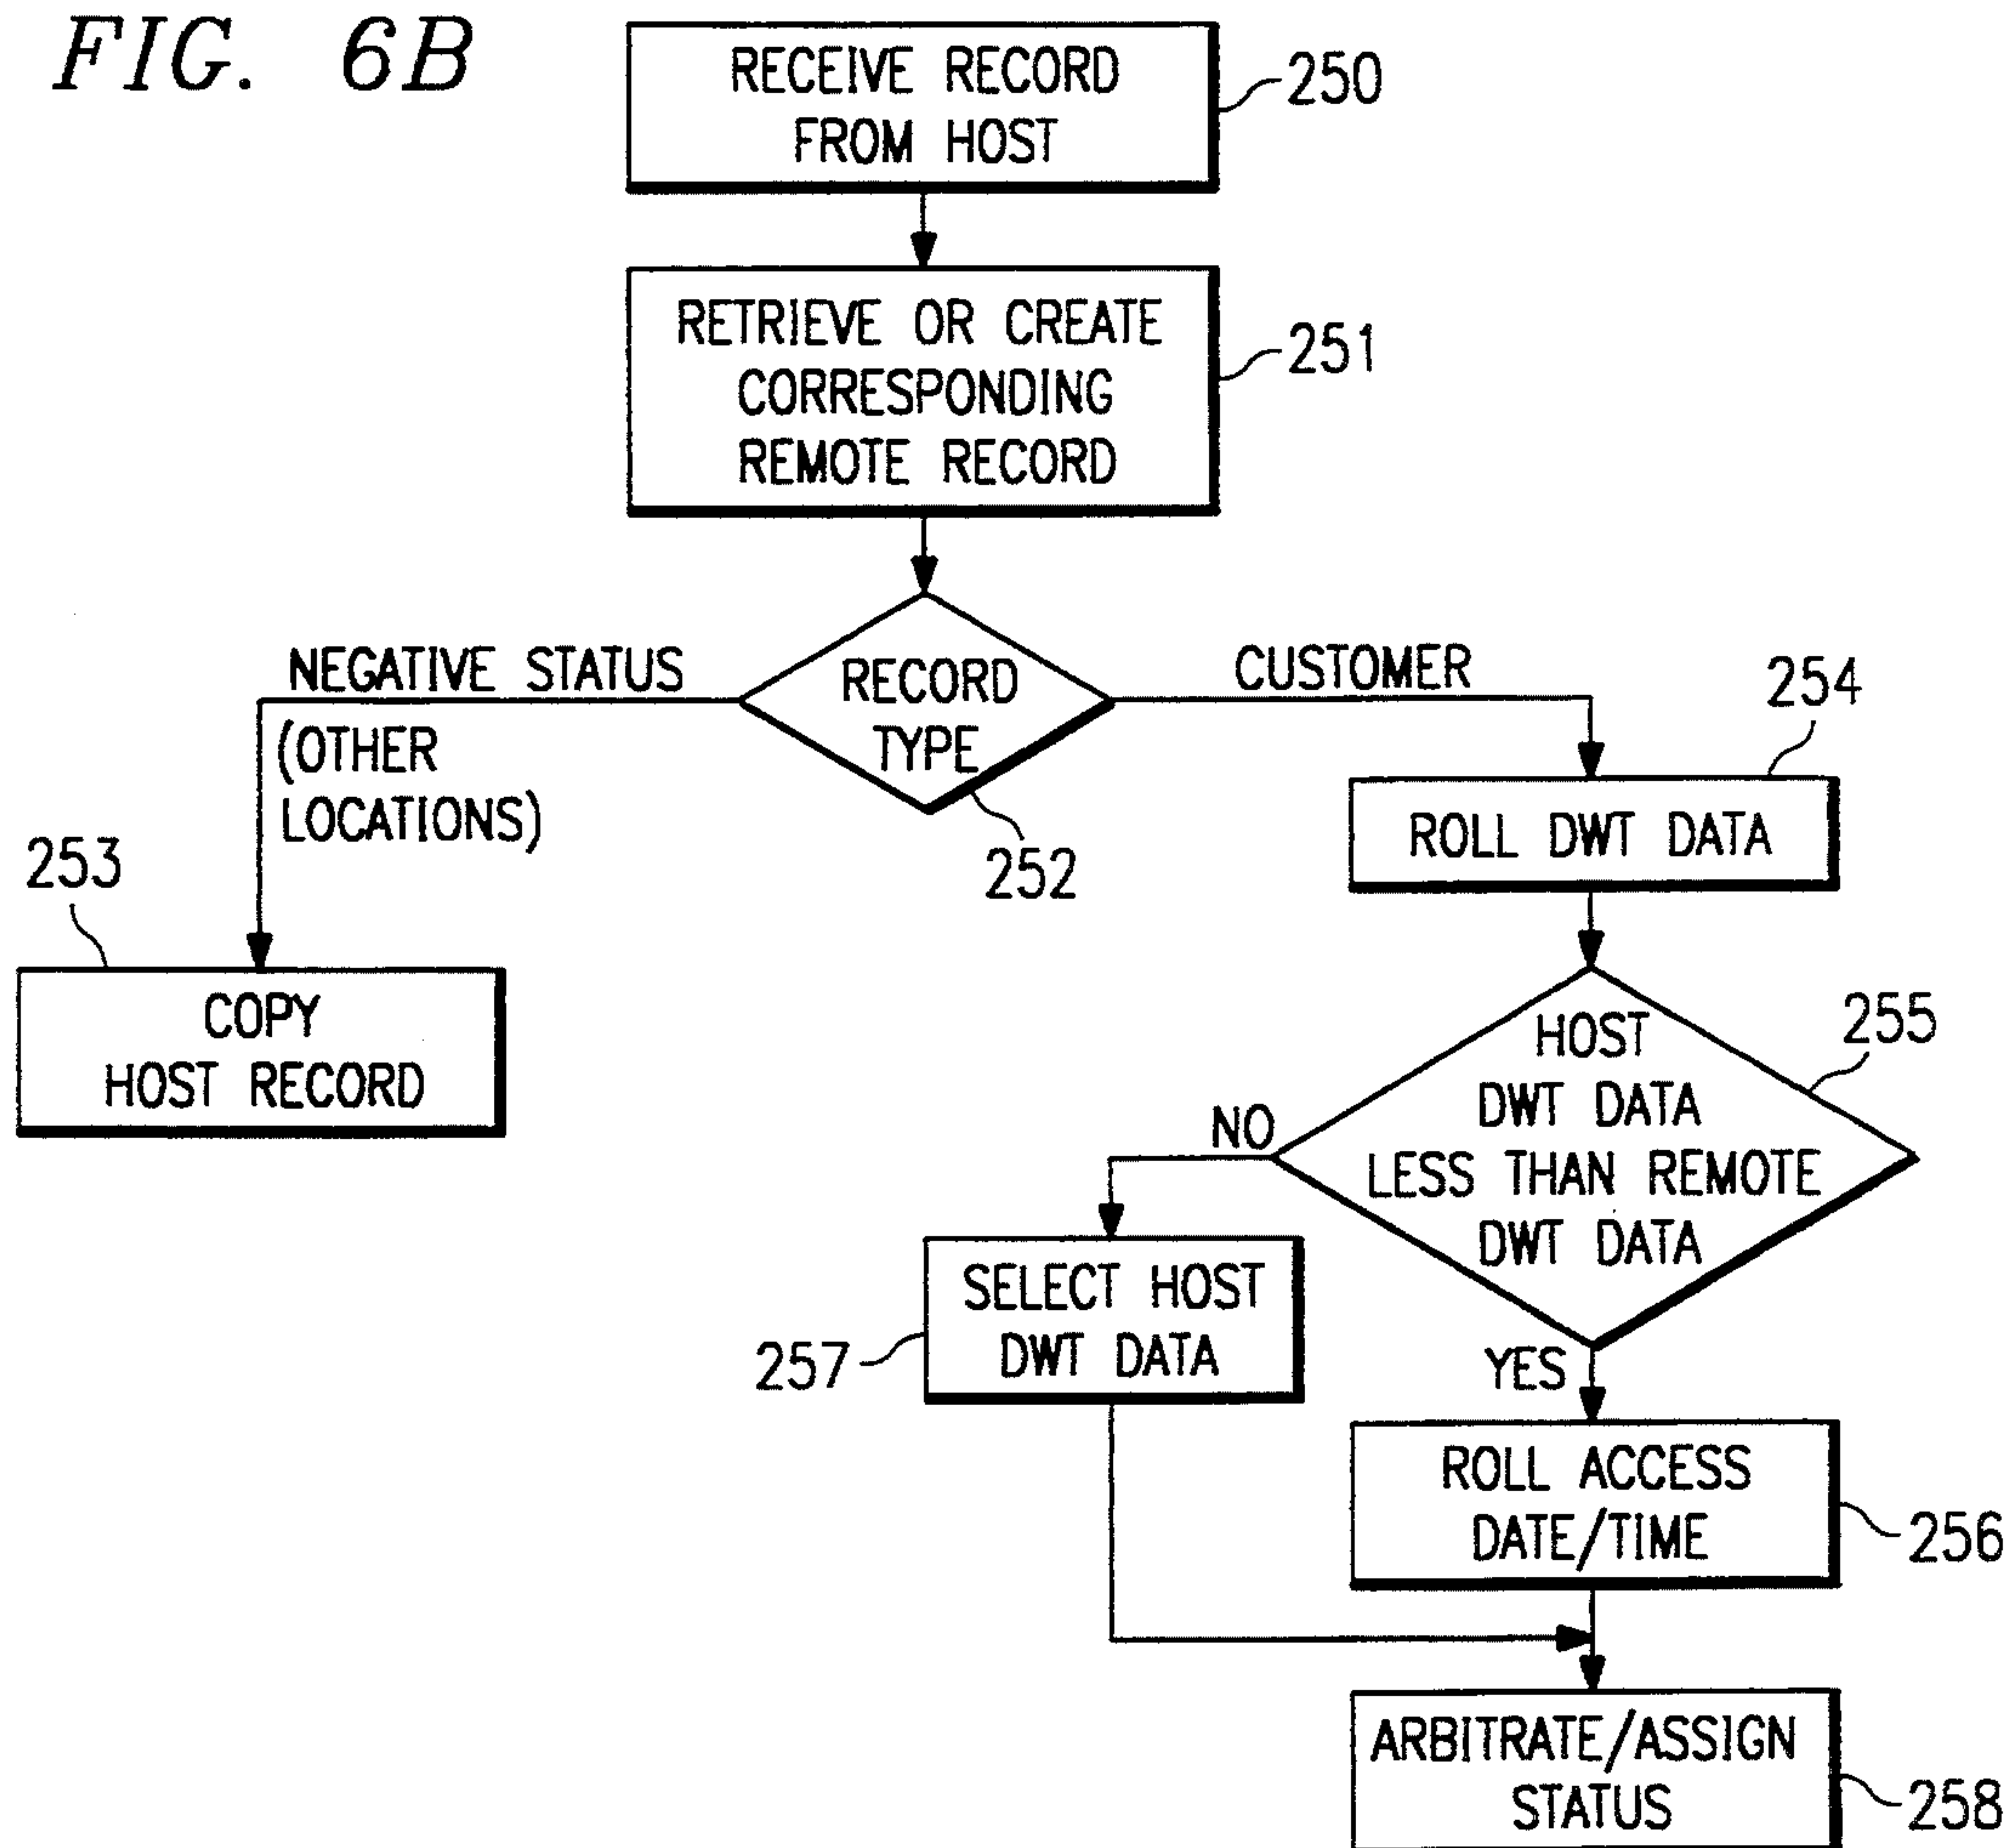 FIG. 6B
RECEIVE RECORD
FROM HOST
250
RETRIEVE OR CREATE
CORRESPONDING
REMOTE RECORD
251
NEGATIVE STATUS
(OTHER
LOCATIONS)
RECORD
TYPE
252
CUSTOMER
253
COPY
HOST RECORD
254
ROLL DWT DATA
HOST
DWT DATA
LESS THAN REMOTE
DWT DATA
255
NO
SELECT HOST
DWT DATA
257
YES
ROLL ACCESS
DATE/TIME
256
ARBITRATE/ASSIGN
STATUS
258